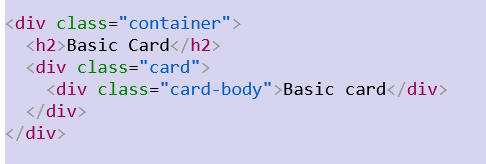 <div class="container">
  <h2>Basic Card</h2>
  <div class="card">
    <div class="card-body">Basic card</div>
  </div>
</div>